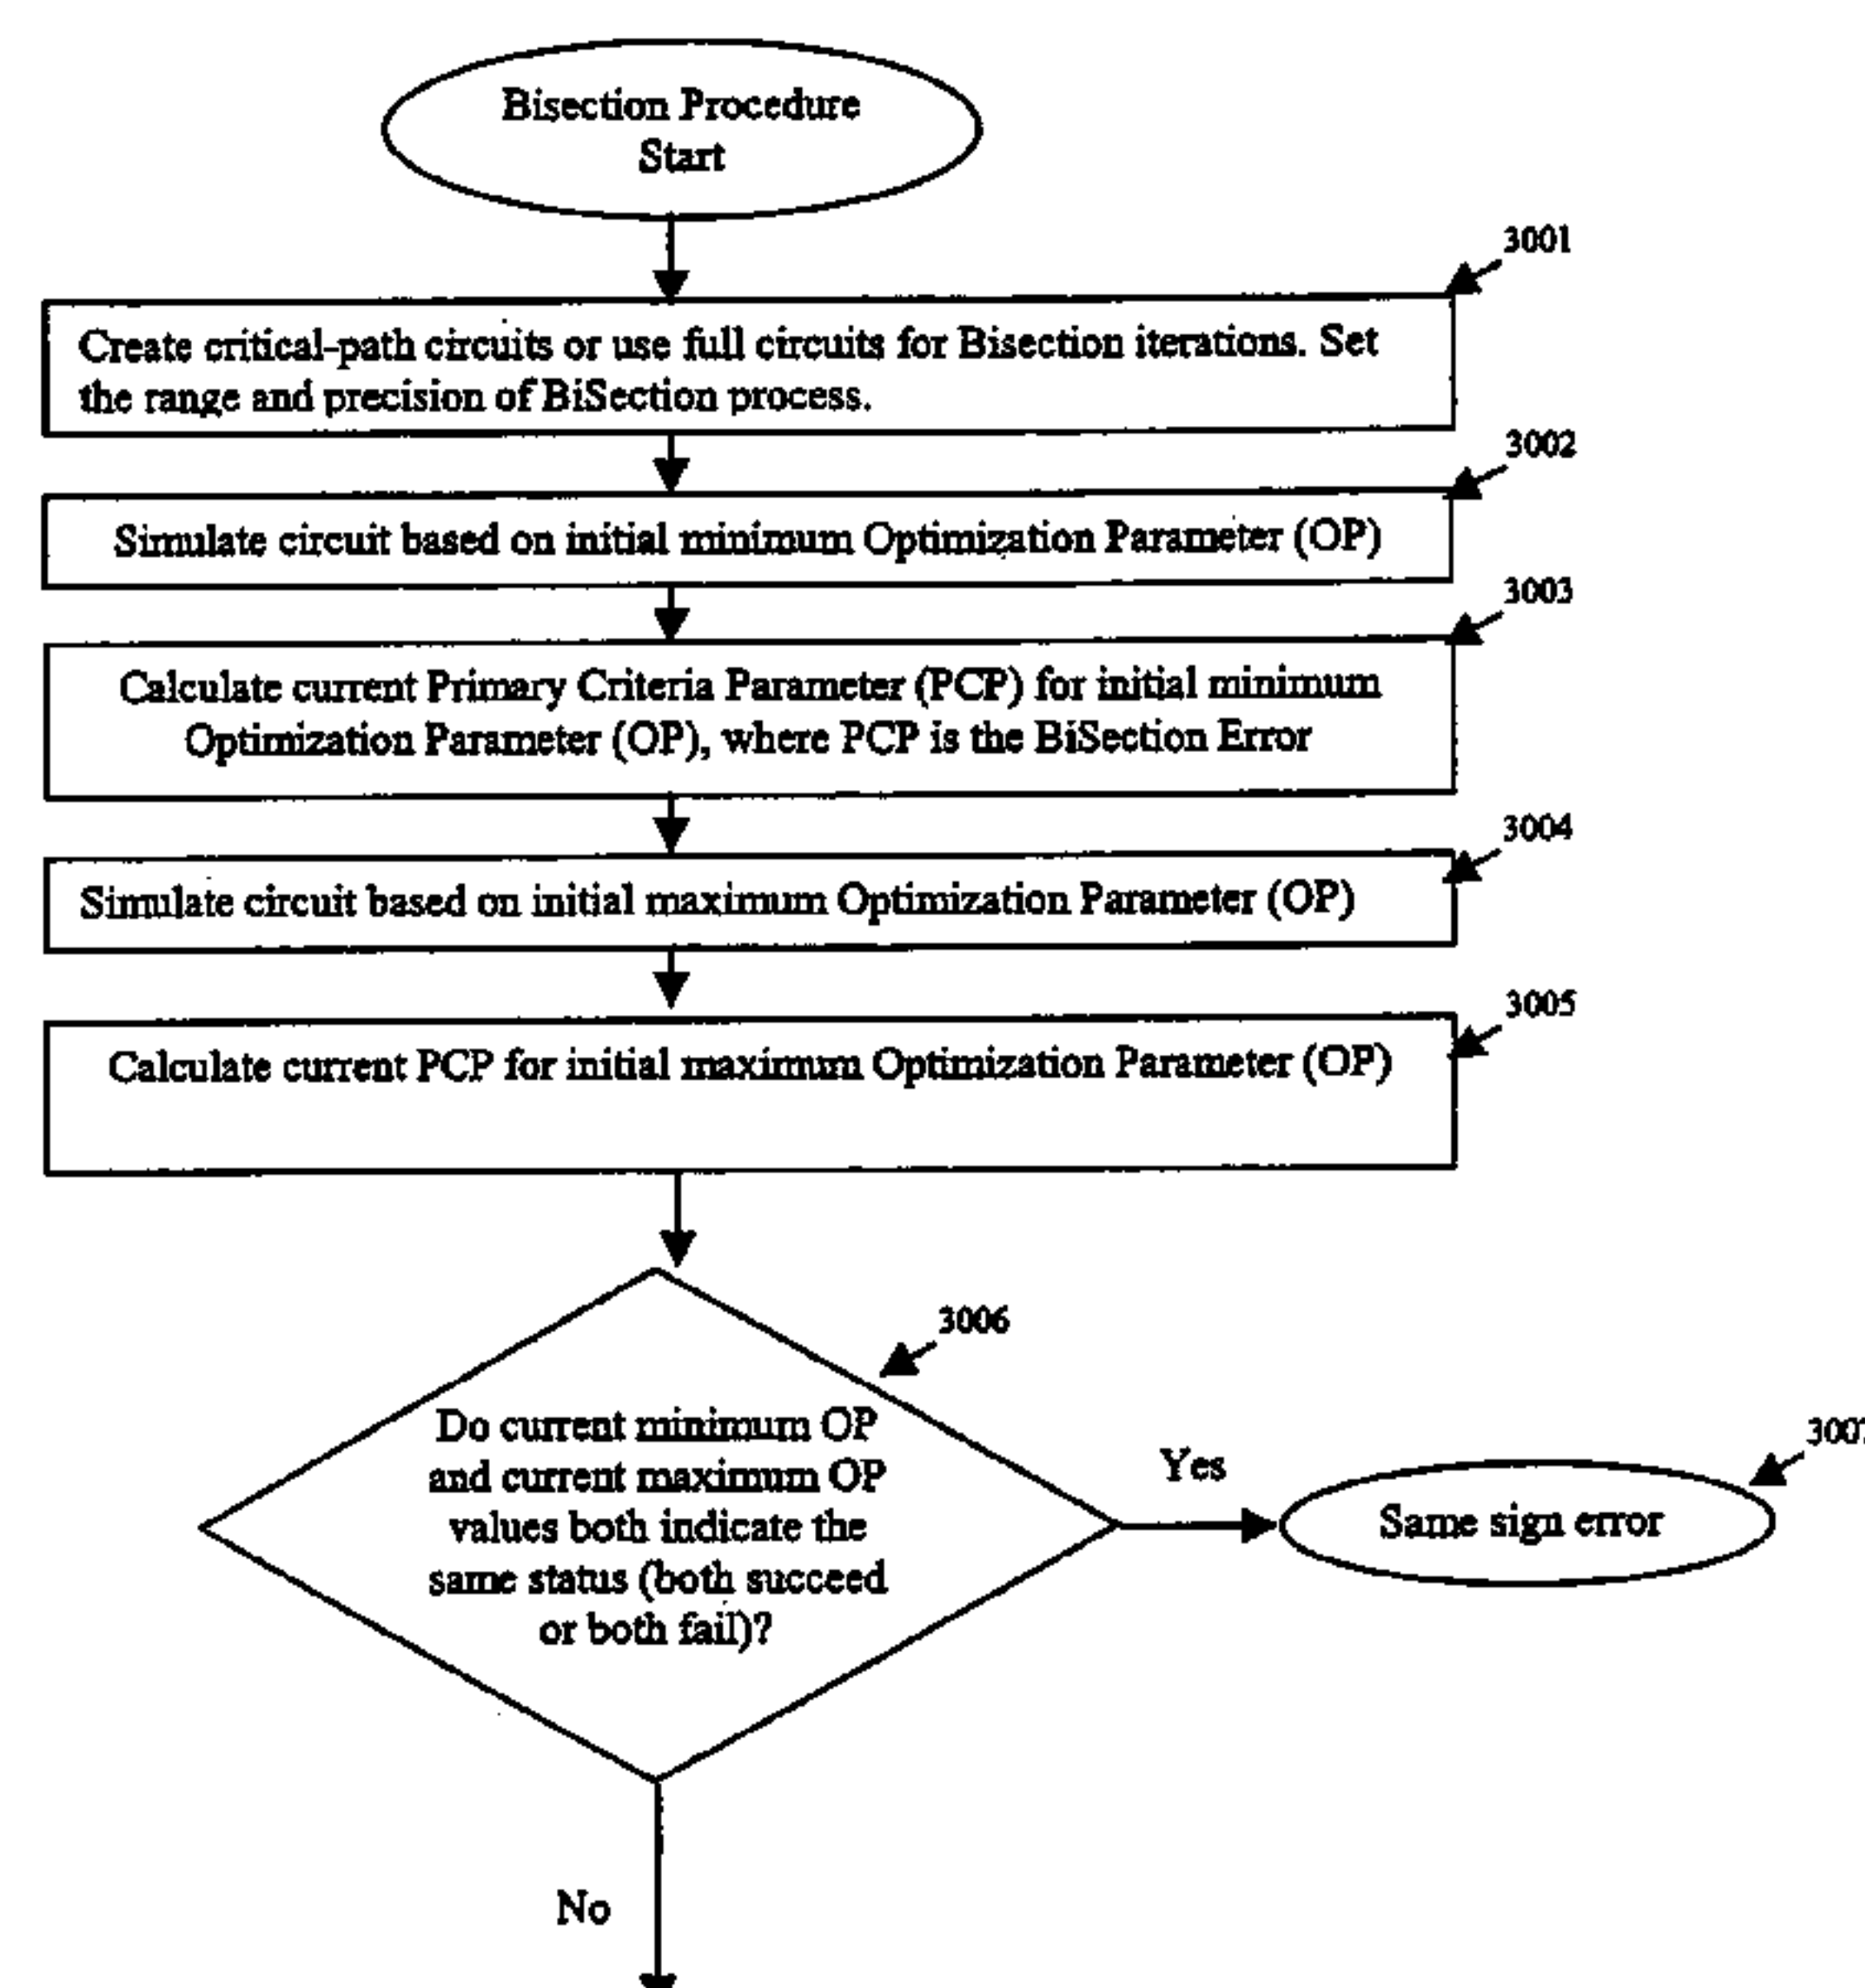 Bisection Procedure
Start
3001
Create critical-path circuits or use full circuits for Bisection iterations. Set
the range and precision of BiSection process.
3002
Simulate circuit based on initial minimum Optimization Parameter (OP)
3003
Calculate current Primary Criteria Parameter (PCP) for initial minimum
Optimization Parameter (OP), where PCP is the BiSection Error
3004
Simulate circuit based on initial maximum Optimization Parameter (OP)
3005
Calculate current PCP for initial maximum Optimization Parameter (OP)
3006
Do current minimum OP
and current maximum OP
values both indicate the
same status (both succeed
or both fail)?
Yes
3007
Same sign error
No